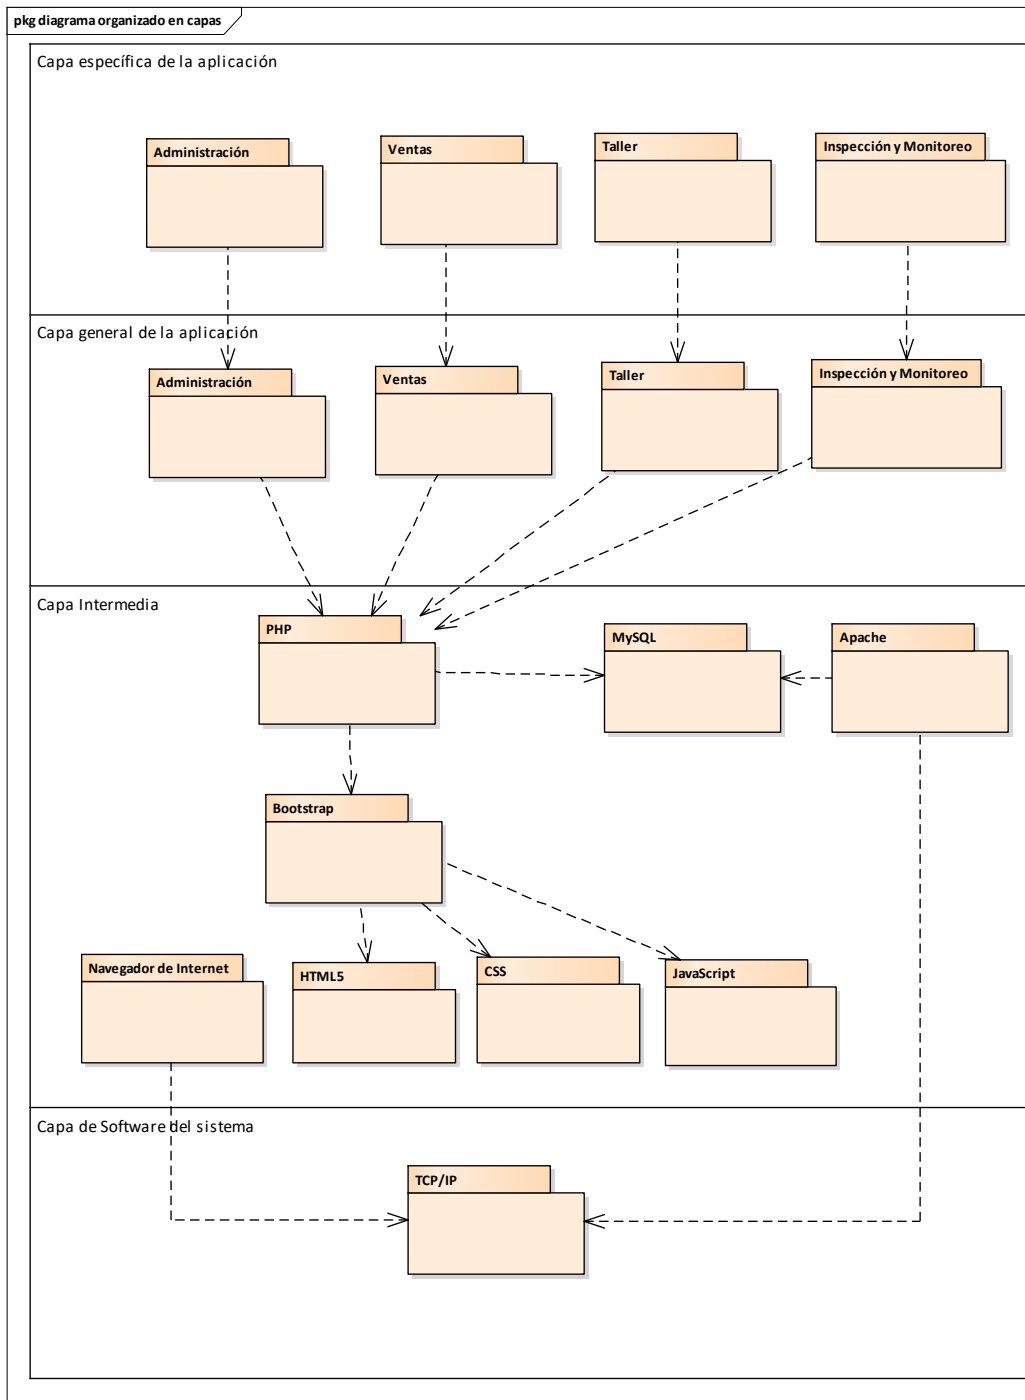 pkg diagrama organizado en capas
Capa específica de la aplicación
Administración
Ventas
Taller
Inspección y Monitoreo
Capa general de la aplicación
Administración
Ventas
Taller
Inspección y Monitoreo
Capa Intermedia
PHP
MySQL
Apache
Bootstrap
Navegador de Internet
HTML5
CSS
JavaScript
Capa de Software del sistema
TCP/IP